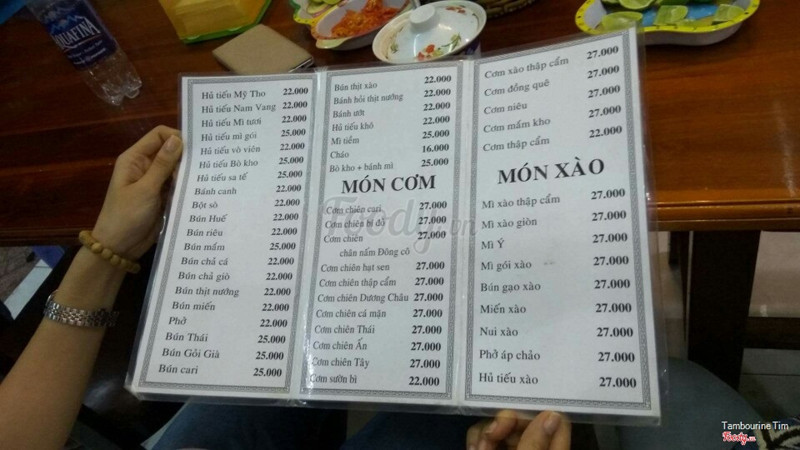 AQUAFINA
Hủ tiếu Mỹ Tho 22.000
Hủ tiếu Nam Vang 22.000
Hủ tiếu Mì tươi 22.000
Hủ tiếu mì gói 25.000
Hủ tiếu vò viên 22.000
Hủ tiếu Bò kho 25.000
Hủ tiếu sa tế 25.000
Bánh canh 22.000
Bột sò 22.000
Bún Huế 22.000
Bún riêu 22.000
Bún mắm 25.000
Bún chả cá 22.000
Bún chả giò 22.000
Bún thịt nướng 22.000
Bún miến 22.000
Phở 22.000
Bún Thái 25.000
Bún Gỏi Già 25.000
Bún cari 25.000
Bún thịt xào 22.000
Bánh hỏi thịt nướng 22.000
Bánh ướt 22.000
Hủ tiếu khô 22.000
Mì tiềm 25.000
Cháo 16.000
Bò kho + bánh mì 25.000
MÓN CƠM
Cơm chiên cari 27.000
Cơm chiên bí đỏ 27.000
Cơm chiên 27.000
chân nấm Đông cô
Cơm chiên hạt sen 27.000
Cơm chiên thập cẩm 27.000
Cơm chiên Dương Châu 27.000
Cơm chiên cá mặn 27.000
Cơm chiên Thái 27.000
Cơm chiên Ấn 27.000
Cơm chiên Tây 27.000
Cơm sườn bì 22.000
Cơm xào thập cẩm 27.000
Cơm đồng quê 27.000
Cơm niêu 27.000
Cơm mắm kho 27.000
Cơm thập cẩm 22.000
MÓN XÀO
Mì xào thập cẩm 27.000
Mì xào giòn 27.000
Mì Ý 27.000
Mì gói xào 27.000
Bún gạo xào 27.000
Miến xào 27.000
Nui xào 27.000
Phở áp chảo 27.000
Hủ tiếu xào 27.000
Foody.vn
Tambourine Tim
Foody.vn